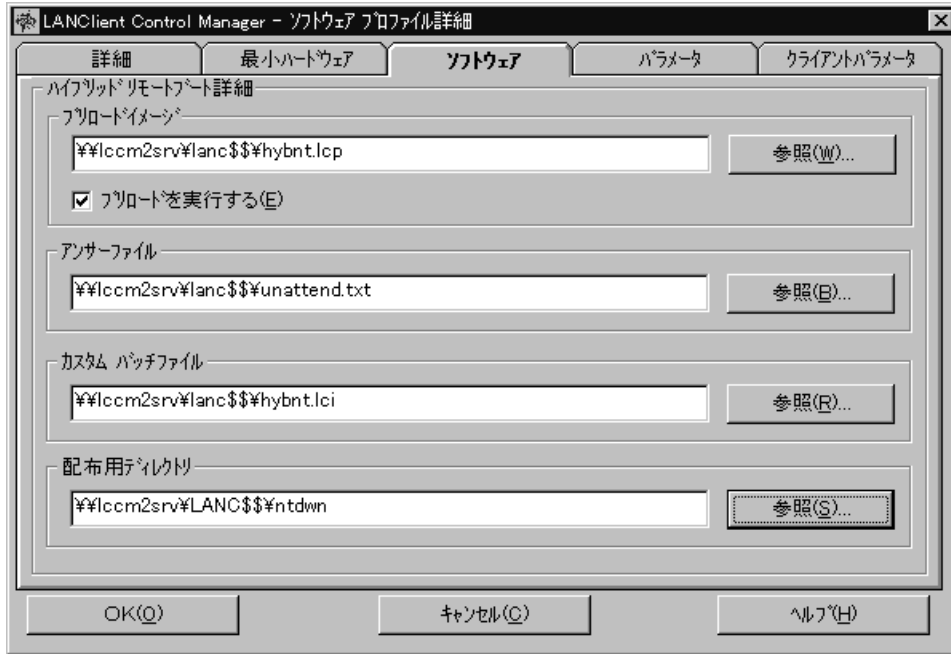 LANClient Control Manager - ソフトウェア プロファイル詳細
詳細 最小ハードウェア ソフトウェア パラメータ クライアントパラメータ
ハイブリッド リモートブート詳細
プリロードイメージ
¥¥lccm2srv¥lanc$$¥hybnt.lcp 参照(W)...
プリロードを実行する(E)
アンサーファイル
¥¥lccm2srv¥lanc$$¥unattend.txt 参照(B)...
カスタム バッチファイル
¥¥lccm2srv¥lanc$$¥hybnt.lci 参照(R)...
配布用ディレクトリ
¥¥lccm2srv¥LANC$$¥ntdwn 参照(S)...
OK(O) キャンセル(C) ヘルプ(H)